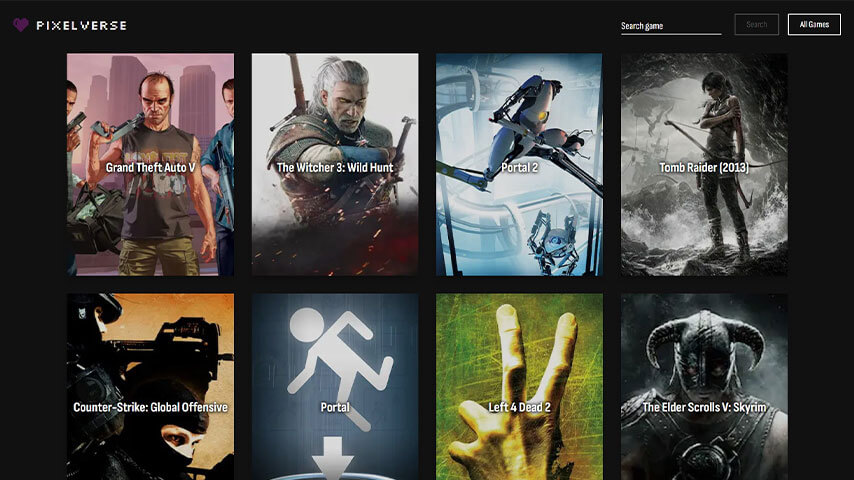 PIXELVERSE
Search game
Search
All Games
Grand Theft Auto V
The Witcher 3: Wild Hunt
Portal 2
Tomb Raider (2013)
Counter-Strike: Global Offensive
Portal
Left 4 Dead 2
The Elder Scrolls V: Skyrim